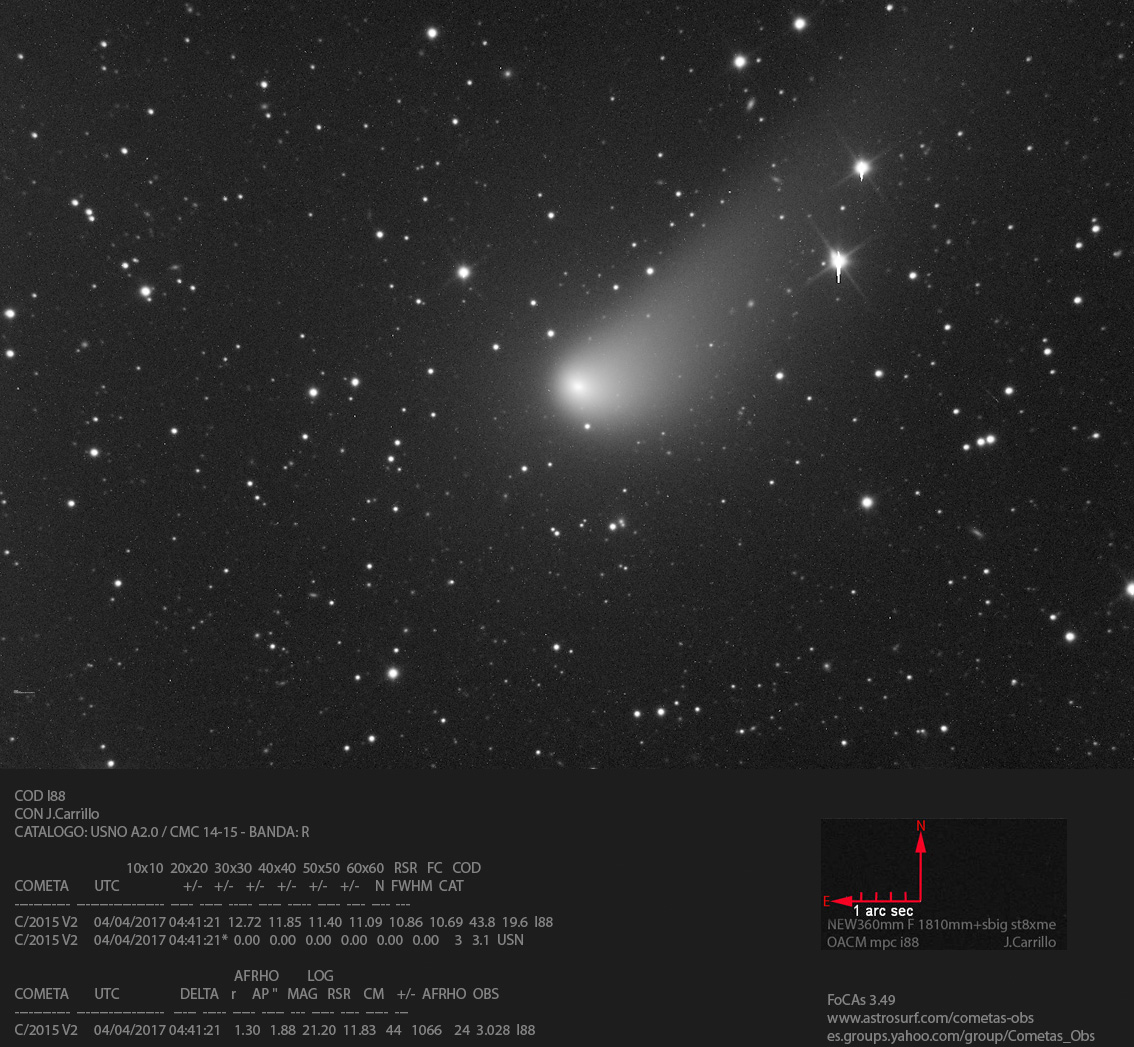 COD I88
CON J.Carrillo
CATALOGO: USNO A2.0 / CMC 14-15 - BANDA: R
10x10 20x20 30x30 40x40 50x50 60x60 RSR FC COD
COMETA UTC +/- +/- +/- +/- +/- +/- N FWHM CAT
------------ ------------------- ----- ----- ----- ----- ----- ----- ---- ---- ---
C/2015 V2 04/04/2017 04:41:21 12.72 11.85 11.40 11.09 10.86 10.69 43.8 19.6 I88
C/2015 V2 04/04/2017 04:41:21* 0.00 0.00 0.00 0.00 0.00 0.00 3 3.1 USN
AFRHO LOG
COMETA UTC DELTA r AP " MAG RSR CM +/- AFRHO OBS
------------ ------------------- ---- ----- ----- ---- ----- ---- ----- ---
C/2015 V2 04/04/2017 04:41:21 1.30 1.88 21.20 11.83 44 1066 24 3.028 I88
N
E
1 arc sec
NEW360mm F 1810mm+sbig st8xme
OACM mpc i88 J.Carrillo
FoCAs 3.49
www.astrosurf.com/cometas-obs
es.groups.yahoo.com/group/Cometas_Obs